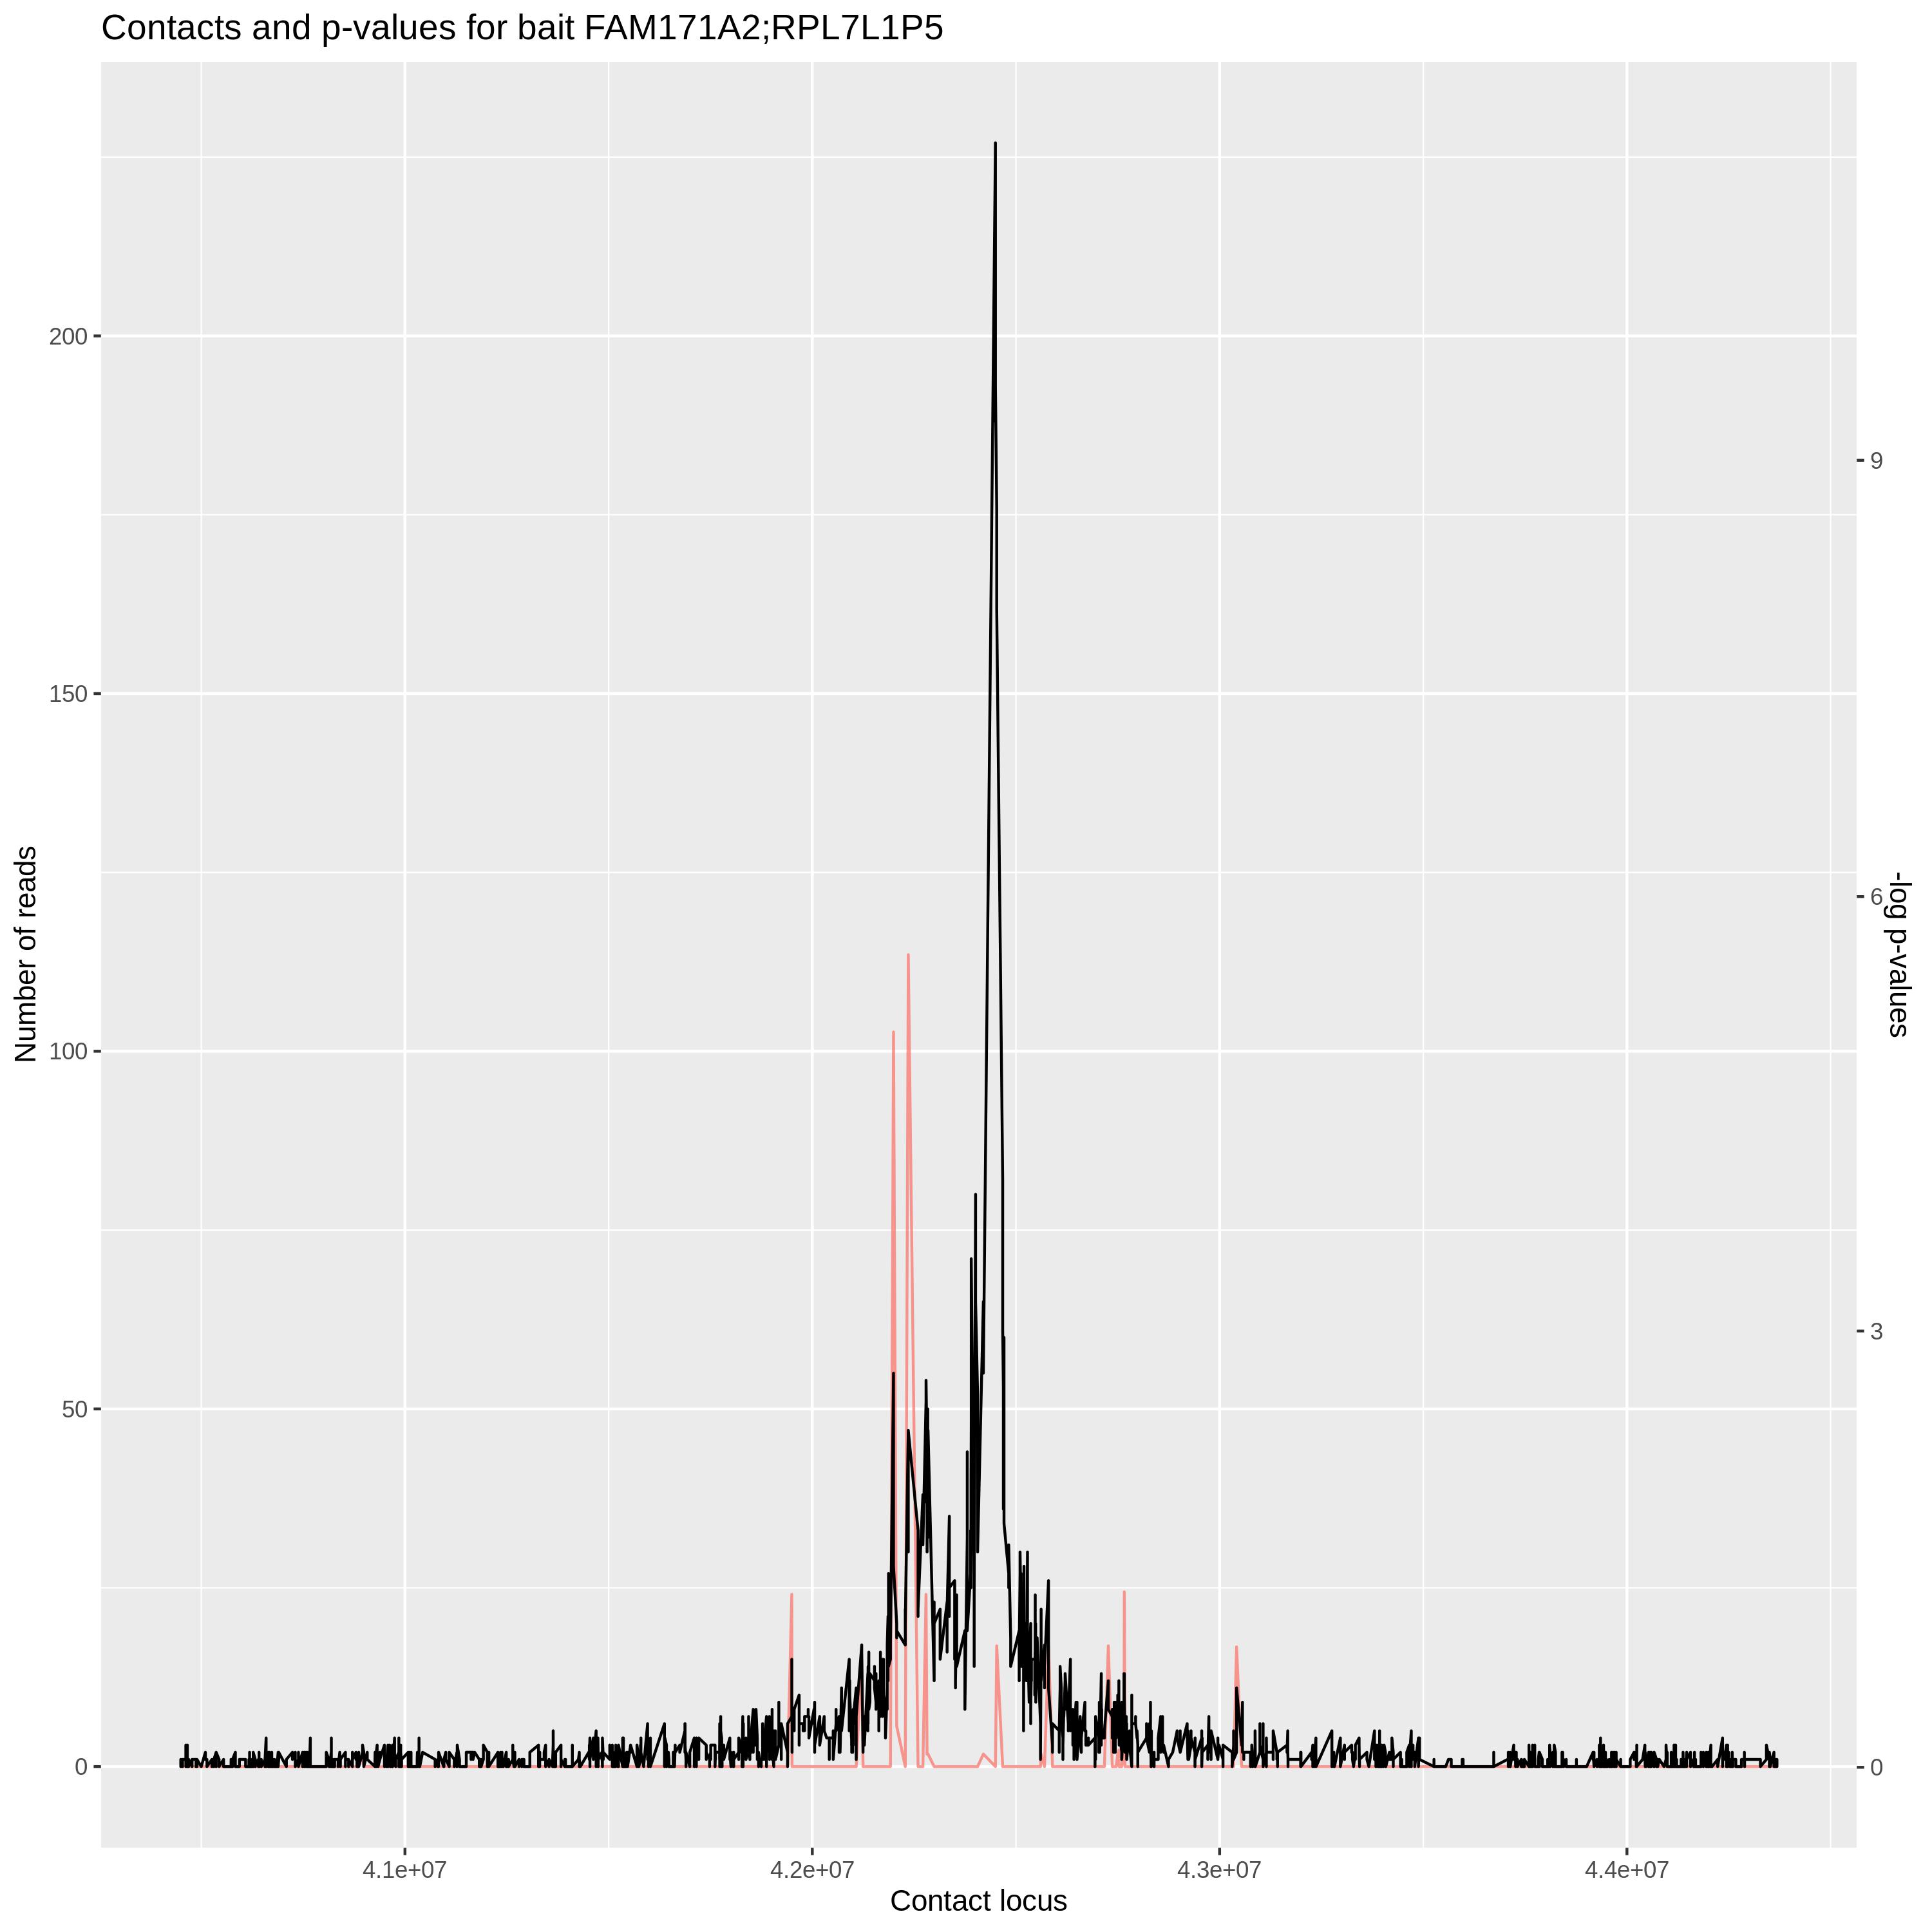 Contacts and p-values for bait FAM171A2;RPL7L1P5
200
150
100
50
0
Number of reads
9
6
3
0
-log p-values
4.1e+07
4.2e+07
4.3e+07
4.4e+07
Contact locus